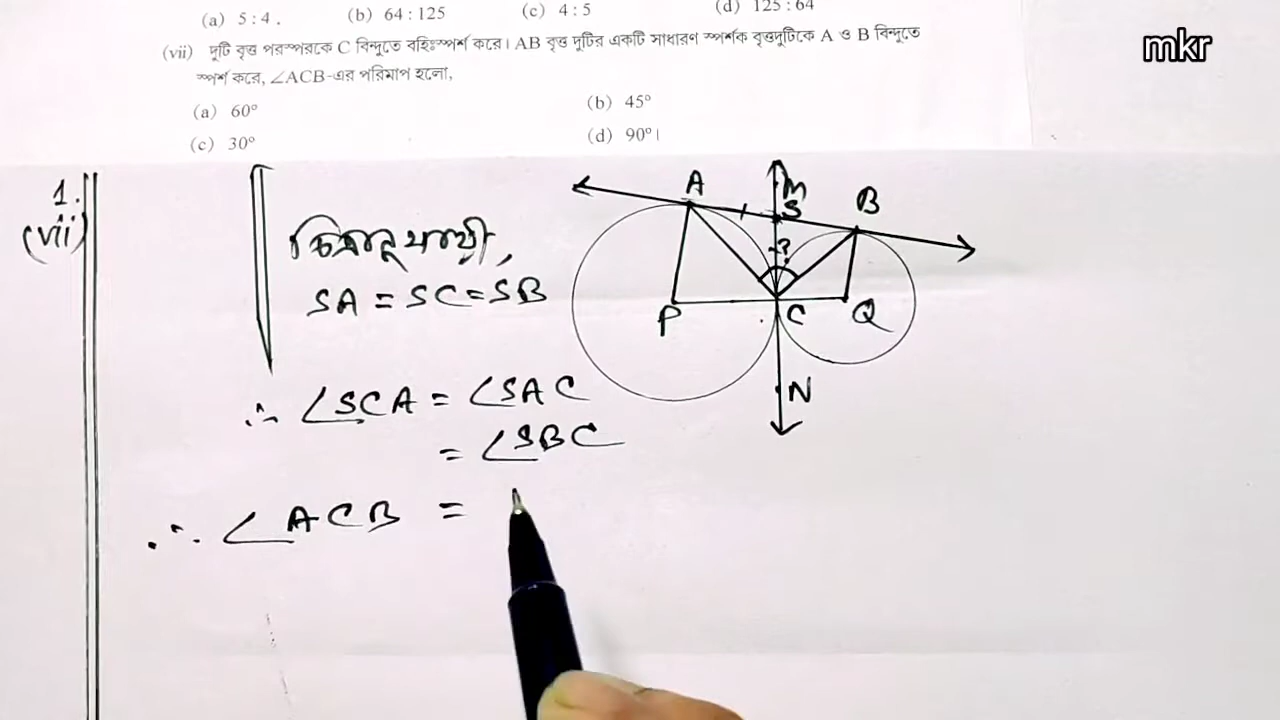 (a) 5 : 4 . (b) 64 : 125 (c) 4 : 5 (d) 125 : 64
mkr
(vii) দুটি বৃত্ত পরস্পরকে C বিন্দুতে বহিঃস্পর্শ করে। AB বৃত্ত দুটির একটি সাধারণ স্পর্শক বৃত্তদুটিকে A ও B বিন্দুতে
স্পর্শ করে, ∠ACB-এর পরিমাপ হলো,
(a) 60° (b) 45°
(c) 30° (d) 90°।
1.
(vii)
চিত্রানুযায়ী,
SA = SC = SB
∴ ∠SCA = ∠SAC
= ∠SBC
∴ ∠ACB =
A M
S B
?
P C Q
N